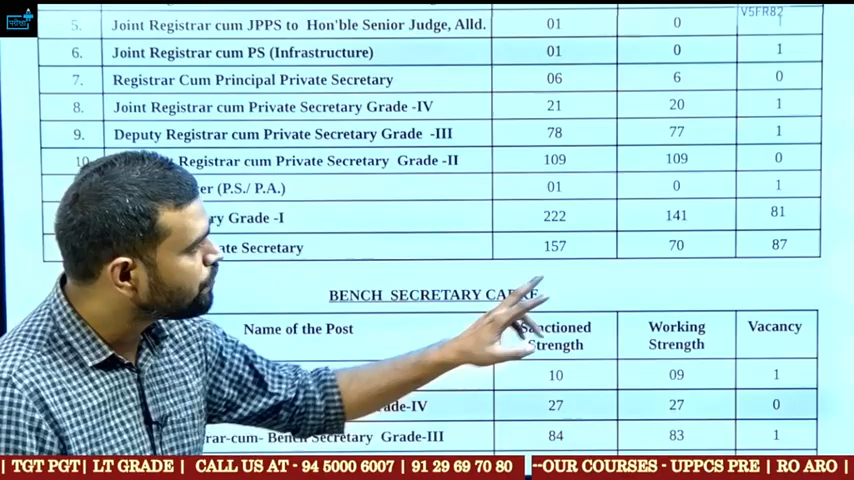 परीक्षा
V5FR82
5. Joint Registrar cum JPPS to Hon'ble Senior Judge, Alld. 01 0 1
6. Joint Registrar cum PS (Infrastructure) 01 0 1
7. Registrar Cum Principal Private Secretary 06 6 0
8. Joint Registrar cum Private Secretary Grade -IV 21 20 1
9. Deputy Registrar cum Private Secretary Grade -III 78 77 1
10 Registrar cum Private Secretary Grade -II 109 109 0
(P.S./ P.A.) 01 0 1
Grade -I 222 141 81
Secretary 157 70 87
BENCH SECRETARY
Name of the Post Sanctioned Strength Working Strength Vacancy
10 09 1
-IV 27 27 0
-cum- Bench Secretary Grade-III 84 83 1
| TGT PGT| LT GRADE | CALL US AT - 94 5000 6007 | 91 29 69 70 80 --OUR COURSES - UPPCS PRE | RO ARO |